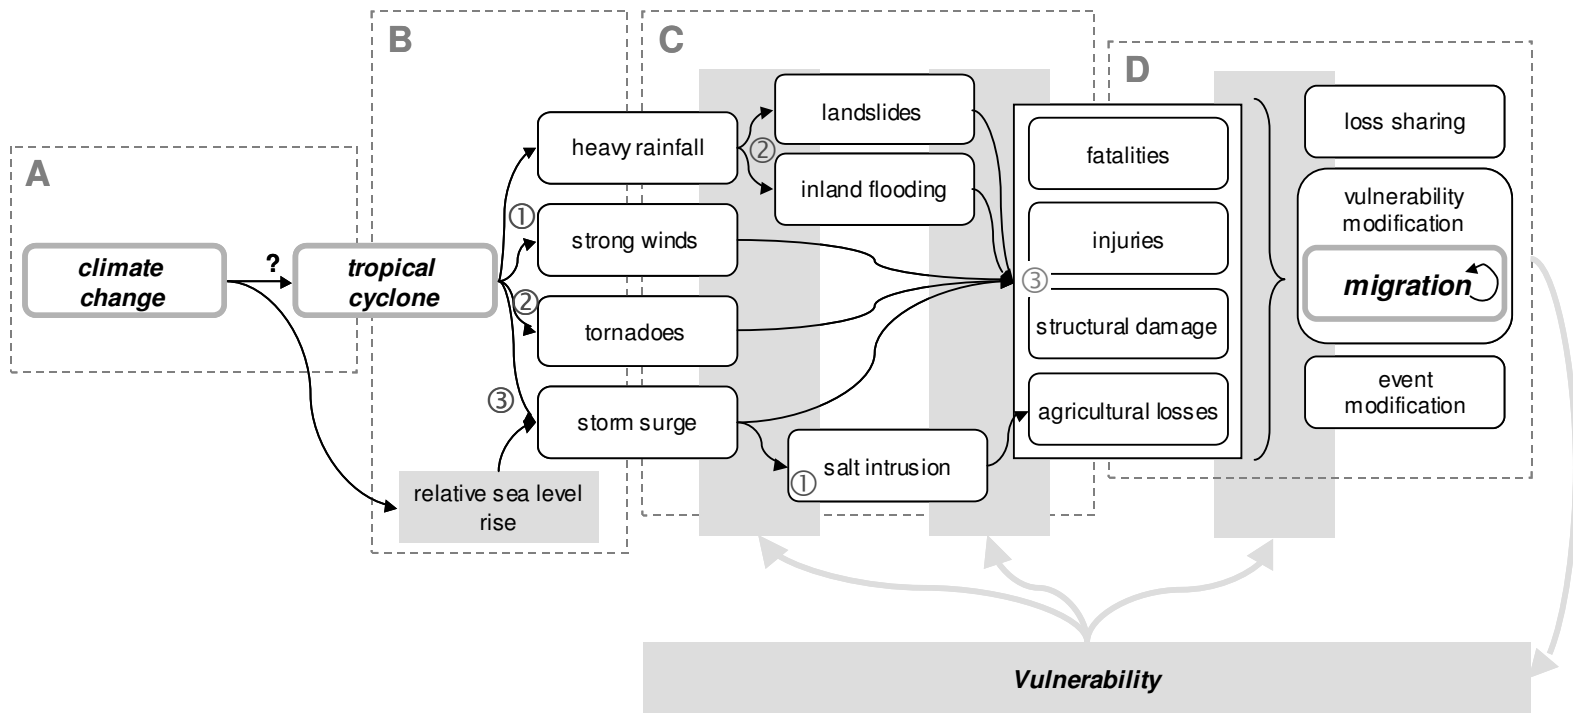 A
climate
change
?
B
tropical
cyclone
①
②
③
heavy rainfall
strong winds
tornadoes
storm surge
relative sea level
rise
C
②
landslides
inland flooding
①
salt intrusion
③
fatalities
injuries
structural damage
agricultural losses
D
loss sharing
vulnerability
modification
migration
event
modification
Vulnerability